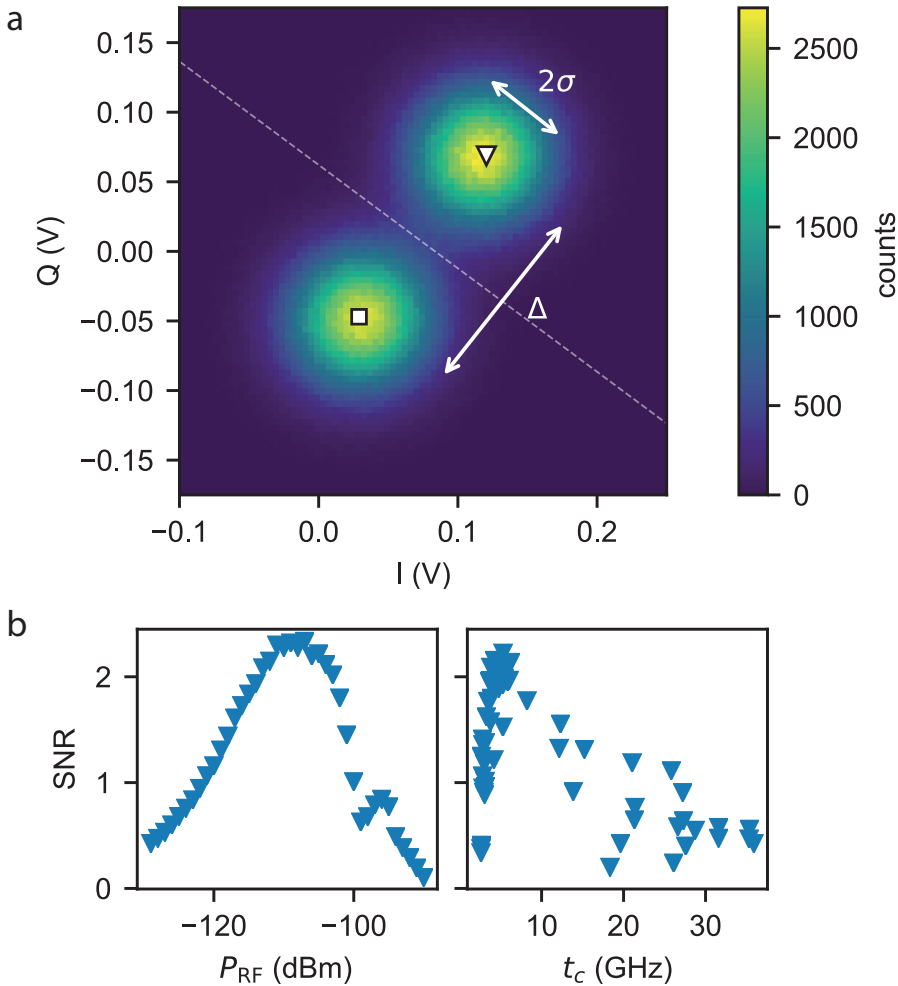 a
0.15
0.10
0.05
0.00
−0.05
−0.10
−0.15
Q (V)
−0.1
0.0
0.1
0.2
I (V)
2σ
Δ
2500
2000
1500
1000
500
0
counts
b
2
1
0
SNR
−120
−100
P_RF (dBm)
10
20
30
t_c (GHz)